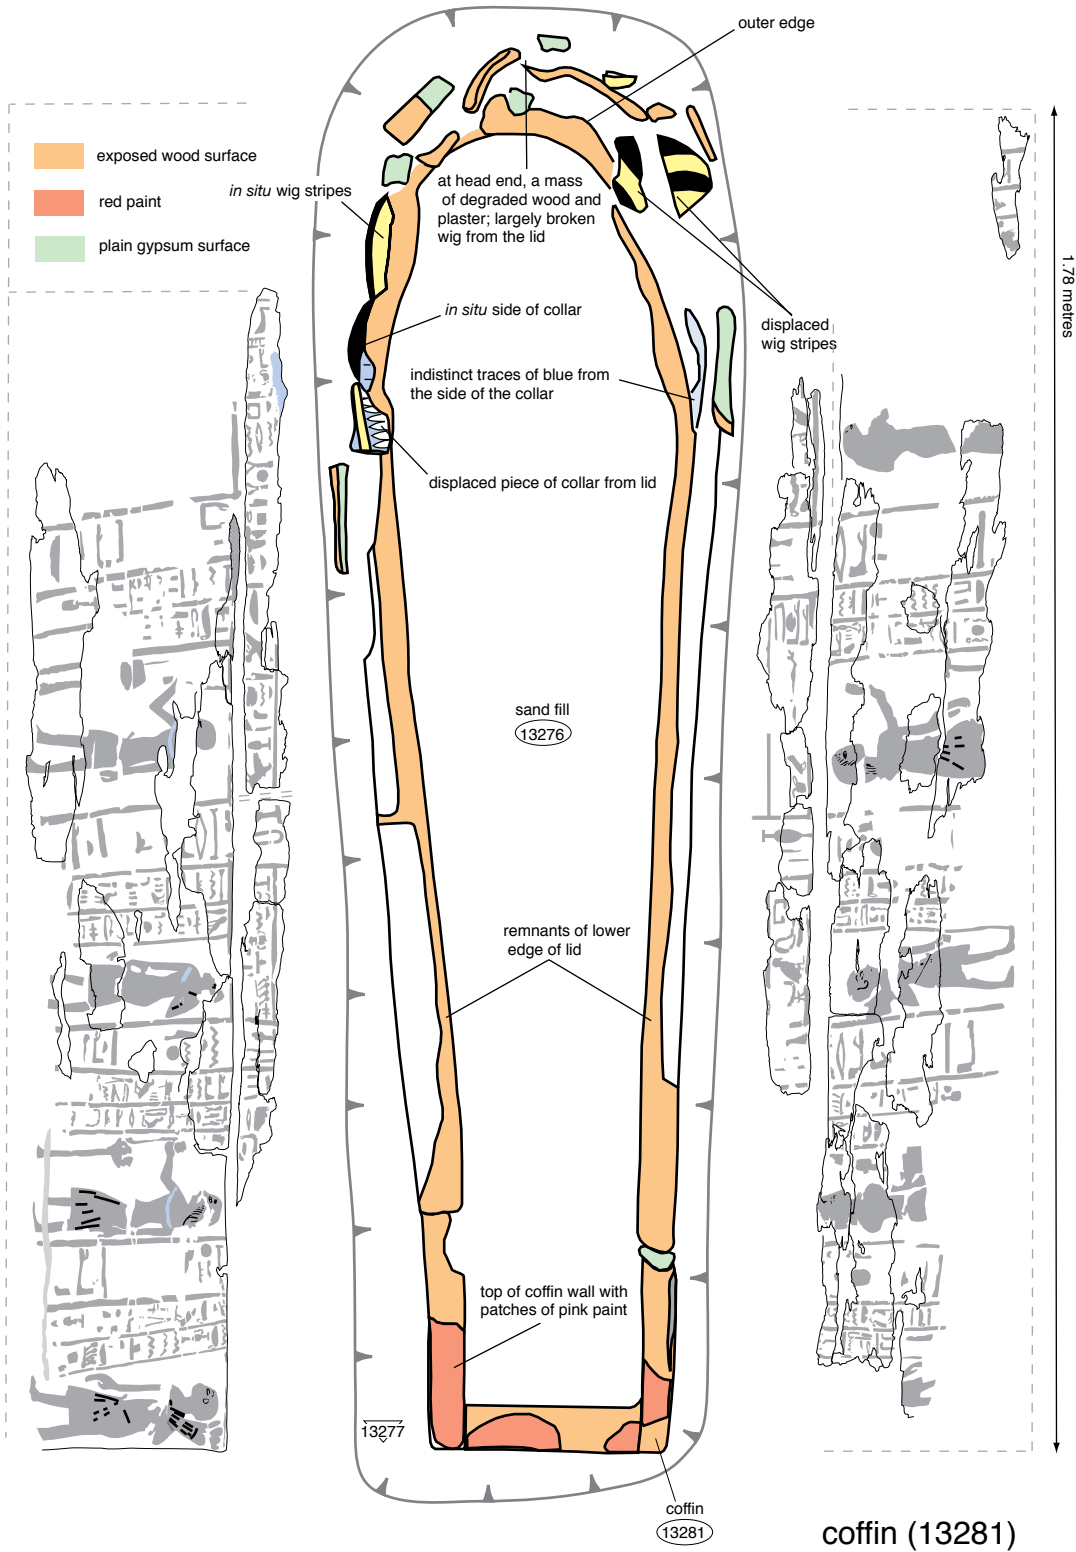 outer edge
exposed wood surface
red paint
plain gypsum surface
in situ wig stripes
at head end, a mass
of degraded wood and
plaster; largely broken
wig from the lid
1.78 metres
in situ side of collar
displaced
wig stripes
indistinct traces of blue from
the side of the collar
displaced piece of collar from lid
sand fill
13276
remnants of lower
edge of lid
top of coffin wall with
patches of pink paint
13277
coffin
13281
coffin (13281)